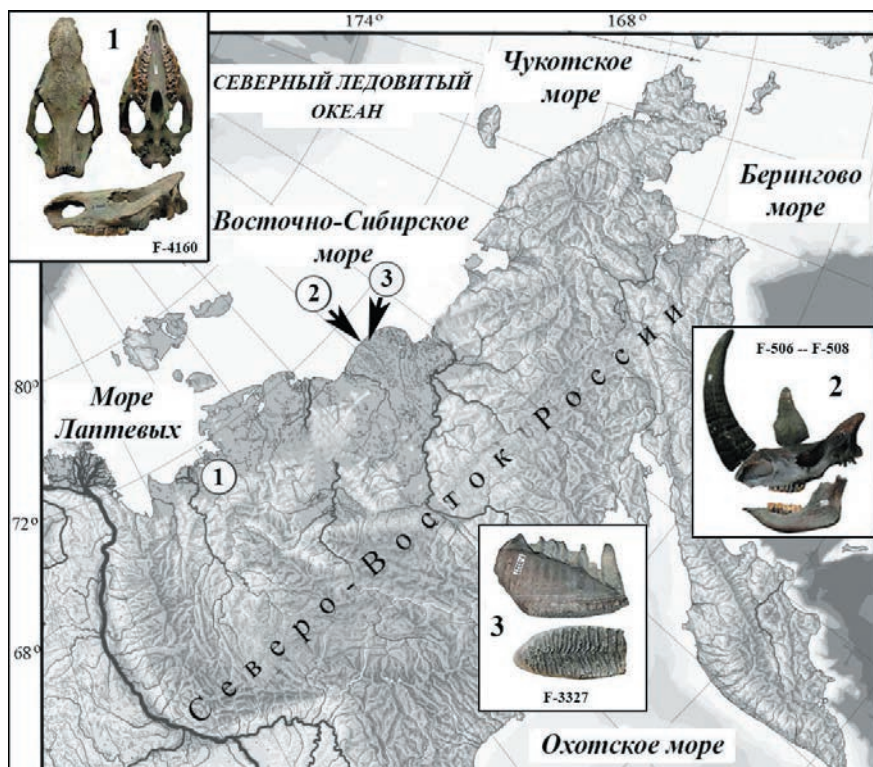 174°
168°
1
F-4160
СЕВЕРНЫЙ ЛЕДОВИТЫЙ
ОКЕАН
Чукотское
море
Берингово
море
Восточно-Сибирское
море
2
3
80°
Море
Лаптевых
1
72°
68°
Северо-Восток России
F-506 -- F-508
2
3
F-3327
Охотское море